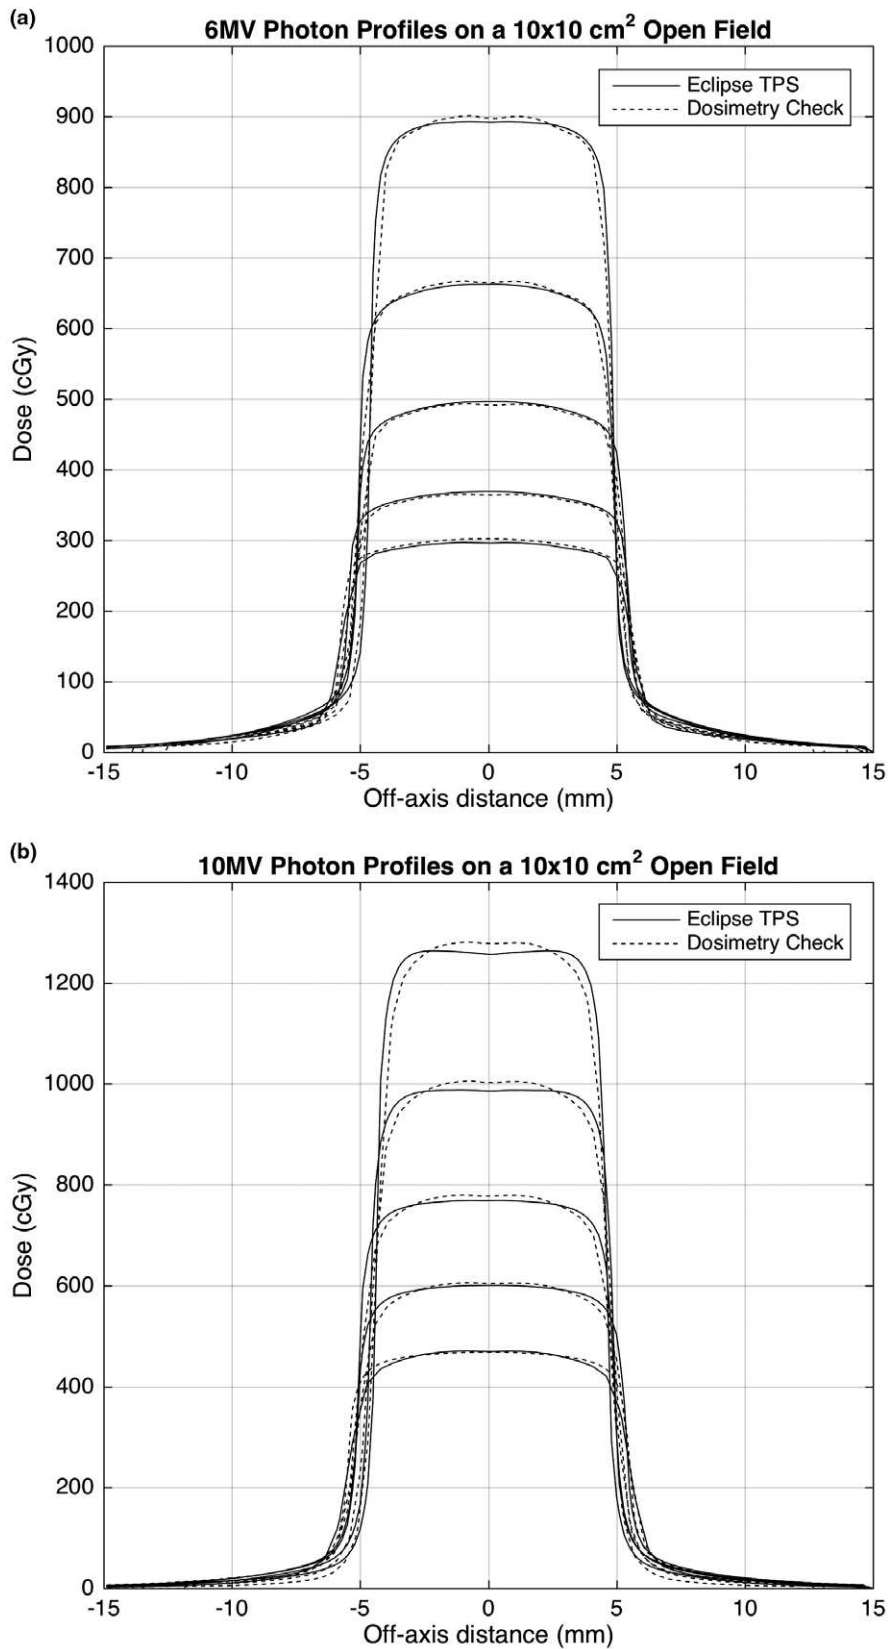 (a)
6MV Photon Profiles on a 10x10 cm² Open Field
1000
900
800
700
600
500
400
300
200
100
0
Dose (cGy)
Eclipse TPS
Dosimetry Check
-15 -10 -5 0 5 10 15
Off-axis distance (mm)
(b)
10MV Photon Profiles on a 10x10 cm² Open Field
1400
1200
1000
800
600
400
200
0
Dose (cGy)
Eclipse TPS
Dosimetry Check
-15 -10 -5 0 5 10 15
Off-axis distance (mm)